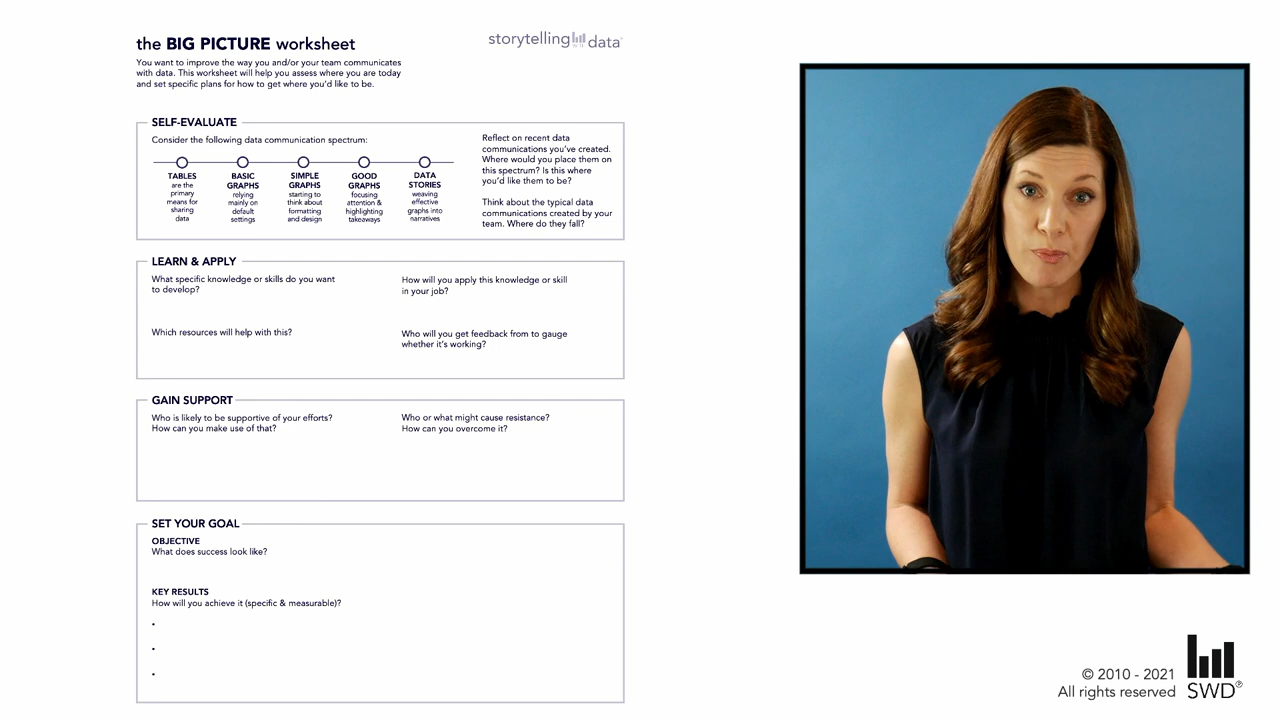 the BIG PICTURE worksheet
storytelling data
You want to improve the way you and/or your team communicates
with data. This worksheet will help you assess where you are today
and set specific plans for how to get where you'd like to be.
SELF-EVALUATE
Consider the following data communication spectrum:
TABLES
are the
primary
means for
sharing
data
BASIC
GRAPHS
relying
mainly on
default
settings
SIMPLE
GRAPHS
starting to
think about
formatting
and design
GOOD
GRAPHS
focusing
attention &
highlighting
takeaways
DATA
STORIES
weaving
effective
graphs into
narratives
Reflect on recent data
communications you've created.
Where would you place them on
this spectrum? Is this where
you'd like them to be?
Think about the typical data
communications created by your
team. Where do they fall?
LEARN & APPLY
What specific knowledge or skills do you want
to develop?
How will you apply this knowledge or skill
in your job?
Which resources will help with this?
Who will you get feedback from to gauge
whether it's working?
GAIN SUPPORT
Who is likely to be supportive of your efforts?
How can you make use of that?
Who or what might cause resistance?
How can you overcome it?
SET YOUR GOAL
OBJECTIVE
What does success look like?
KEY RESULTS
How will you achieve it (specific & measurable)?
•
•
•
© 2010 - 2021
All rights reserved
SWD®